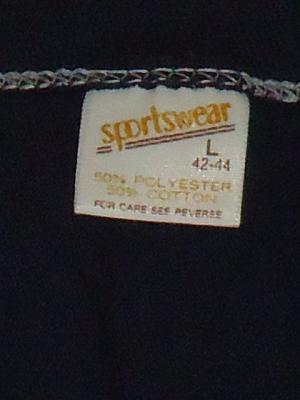 sportswear
L
42-44
50% POLYESTER
50% COTTON
FOR CARE SEE REVERSE